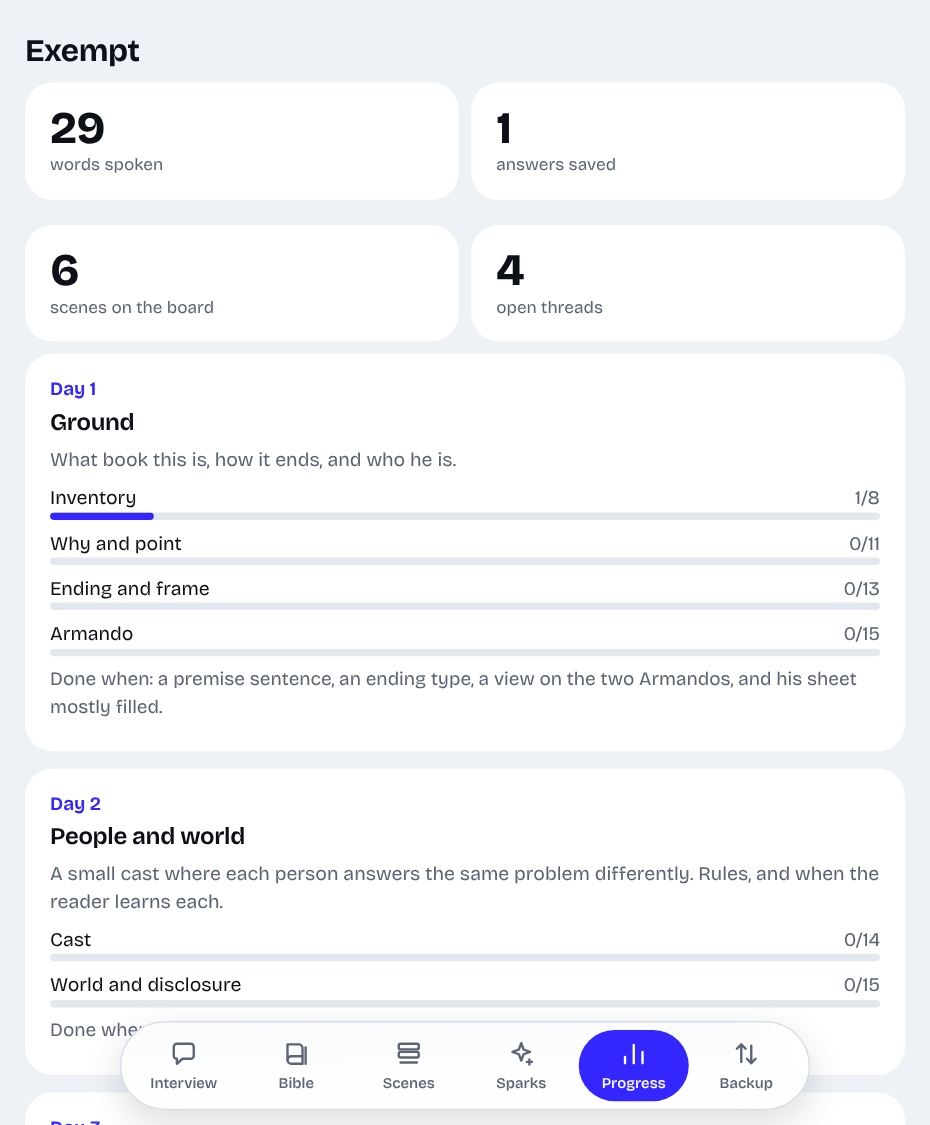 Exempt
29
words spoken
1
answers saved
6
scenes on the board
4
open threads
Day 1
Ground
What book this is, how it ends, and who he is.
Inventory 1/8
Why and point 0/11
Ending and frame 0/13
Armando 0/15
Done when: a premise sentence, an ending type, a view on the two Armandos, and his sheet
mostly filled.
Day 2
People and world
A small cast where each person answers the same problem differently. Rules, and when the
reader learns each.
Cast 0/14
World and disclosure 0/15
Done
Interview Bible Scenes Sparks Progress Backup
Day